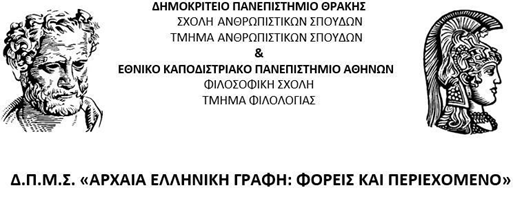 ΔΗΜΟΚΡΙΤΕΙΟ ΠΑΝΕΠΙΣΤΗΜΙΟ ΘΡΑΚΗΣ
ΣΧΟΛΗ ΑΝΘΡΩΠΙΣΤΙΚΩΝ ΣΠΟΥΔΩΝ
ΤΜΗΜΑ ΑΝΘΡΩΠΙΣΤΙΚΩΝ ΣΠΟΥΔΩΝ
&
ΕΘΝΙΚΟ ΚΑΠΟΔΙΣΤΡΙΑΚΟ ΠΑΝΕΠΙΣΤΗΜΙΟ ΑΘΗΝΩΝ
ΦΙΛΟΣΟΦΙΚΗ ΣΧΟΛΗ
ΤΜΗΜΑ ΦΙΛΟΛΟΓΙΑΣ
Δ.Π.Μ.Σ. «ΑΡΧΑΙΑ ΕΛΛΗΝΙΚΗ ΓΡΑΦΗ: ΦΟΡΕΙΣ ΚΑΙ ΠΕΡΙΕΧΟΜΕΝΟ»